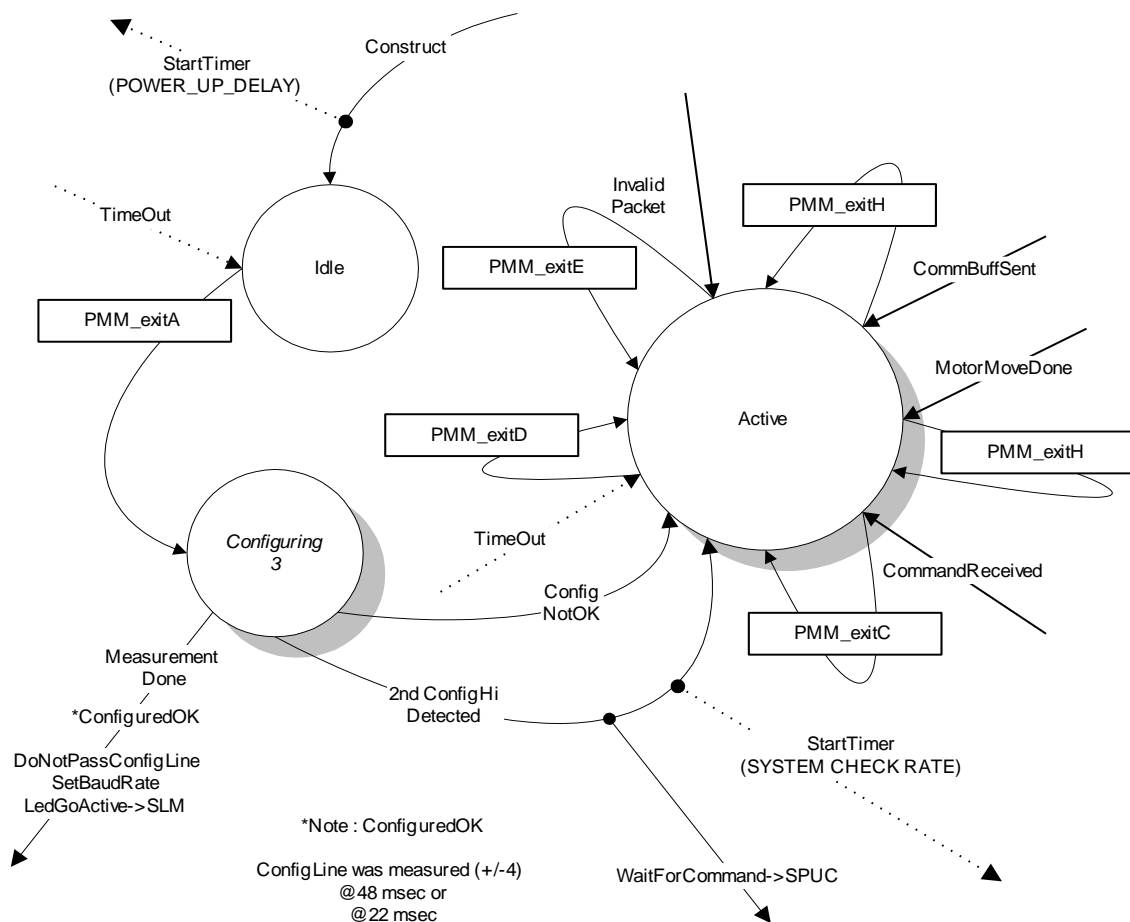 Construct
StartTimer
(POWER_UP_DELAY)
TimeOut
Idle
PMM_exitA
Invalid
Packet
PMM_exitH
PMM_exitE
CommBuffSent
MotorMoveDone
Active
PMM_exitD
PMM_exitH
TimeOut
Configuring
3
Config
NotOK
CommandReceived
PMM_exitC
Measurement
Done
*ConfiguredOK
DoNotPassConfigLine
SetBaudRate
LedGoActive->SLM
2nd ConfigHi
Detected
StartTimer
(SYSTEM CHECK RATE)
*Note : ConfiguredOK
ConfigLine was measured (+/-4)
@48 msec or
@22 msec
WaitForCommand->SPUC